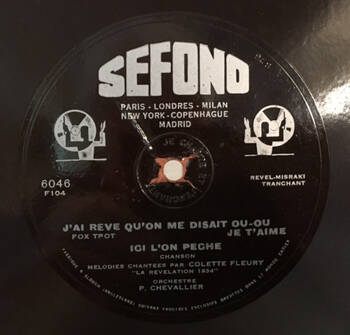 SEFONO
PARIS - LONDRES - MILAN
NEW YORK - COPENHAGUE
MADRID
6046
F104
REVEL-MISRAKI
TRANCHANT
J'AI REVE QU'ON ME DISAIT OU-OU
FOX TPOT JE T'AIME
ICI L'ON PECHE
CHANSON
MELODIES CHANTEES PAR COLETTE FLEURY
"LA REVELATION 1934"
ORCHESTRE
P. CHEVALLIER